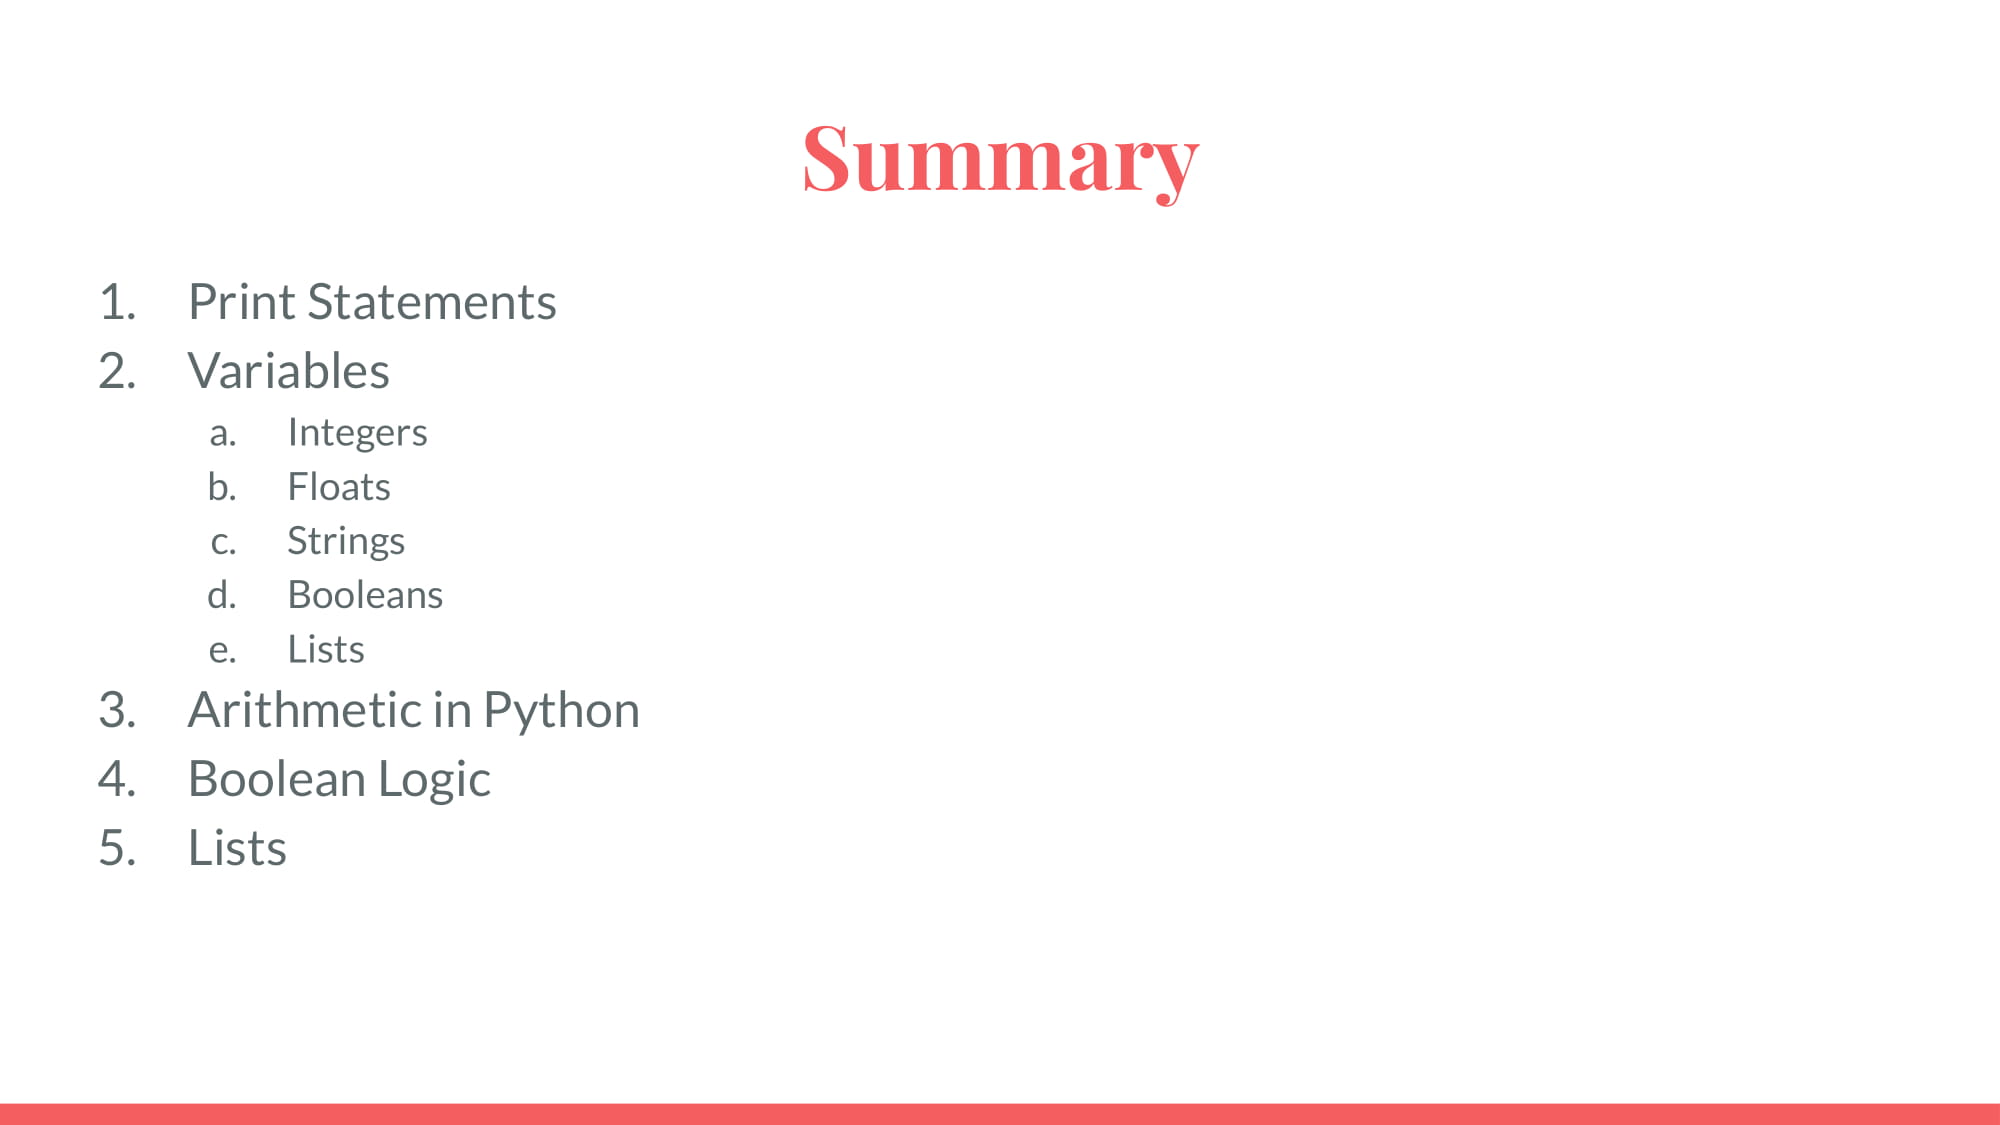 Summary
1. Print Statements
2. Variables
a. Integers
b. Floats
c. Strings
d. Booleans
e. Lists
3. Arithmetic in Python
4. Boolean Logic
5. Lists